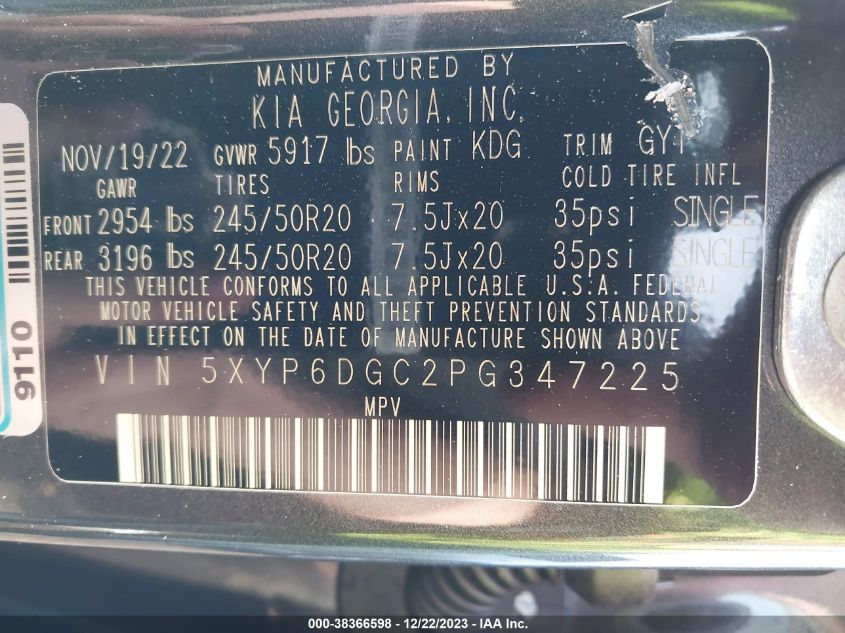 MANUFACTURED BY
KIA GEORGIA, INC.
NOV/19/22 GVWR 5917 lbs PAINT KDG TRIM GYT
GAWR TIRES RIMS COLD TIRE INFL
FRONT 2954 lbs 245/50R20 7.5Jx20 35psi SINGLE
REAR 3196 lbs 245/50R20 7.5Jx20 35psi SINGLE
THIS VEHICLE CONFORMS TO ALL APPLICABLE U.S.A. FEDERAL
MOTOR VEHICLE SAFETY AND THEFT PREVENTION STANDARDS
IN EFFECT ON THE DATE OF MANUFACTURE SHOWN ABOVE
VIN 5XYP6DGC2PG347225
MPV
9110
000-38366598 - 12/22/2023 - IAA Inc.